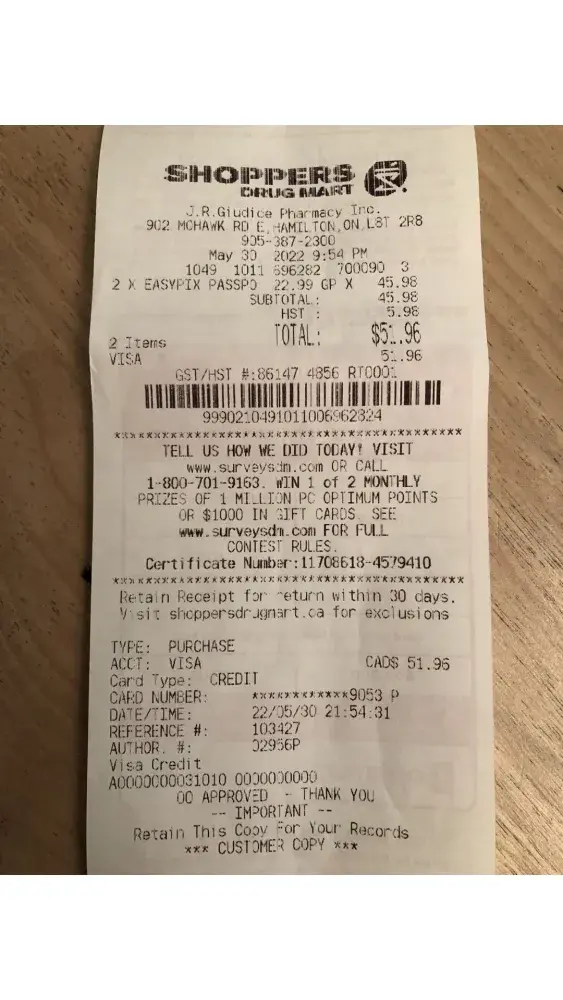 SHOPPERS
DRUG MART
J.R.Giudice Pharmacy Inc.
902 MOHAWK RD E,HAMILTON,ON,L8T 2R8
905-387-2300
May 30 2022 9:54 PM
1049 1011 696282 700090 3
2 X EASYPIX PASSPO 22.99 GP X 45.98
SUBTOTAL: 45.98
HST : 5.98
TOTAL: $51.96
2 Items
VISA 51.96
GST/HST #:86147 4856 RT0001
9990210491011006962824
****************************************
TELL US HOW WE DID TODAY! VISIT
www.surveysdm.com OR CALL
1-800-701-9163. WIN 1 of 2 MONTHLY
PRIZES OF 1 MILLION PC OPTIMUM POINTS
OR $1000 IN GIFT CARDS. SEE
www.surveysdm.com FOR FULL
CONTEST RULES.
Certificate Number:11708618-4579410
****************************************
Retain Receipt for return within 30 days.
Visit shoppersdrugmart.ca for exclusions
TYPE: PURCHASE
ACCT: VISA CAD$ 51.96
Card Type: CREDIT
CARD NUMBER: ************9053 P
DATE/TIME: 22/05/30 21:54:31
REFERENCE #: 103427
AUTHOR. #: 02956P
Visa Credit
A0000000031010 0000000000
00 APPROVED - THANK YOU
-- IMPORTANT --
Retain This Copy For Your Records
*** CUSTOMER COPY ***